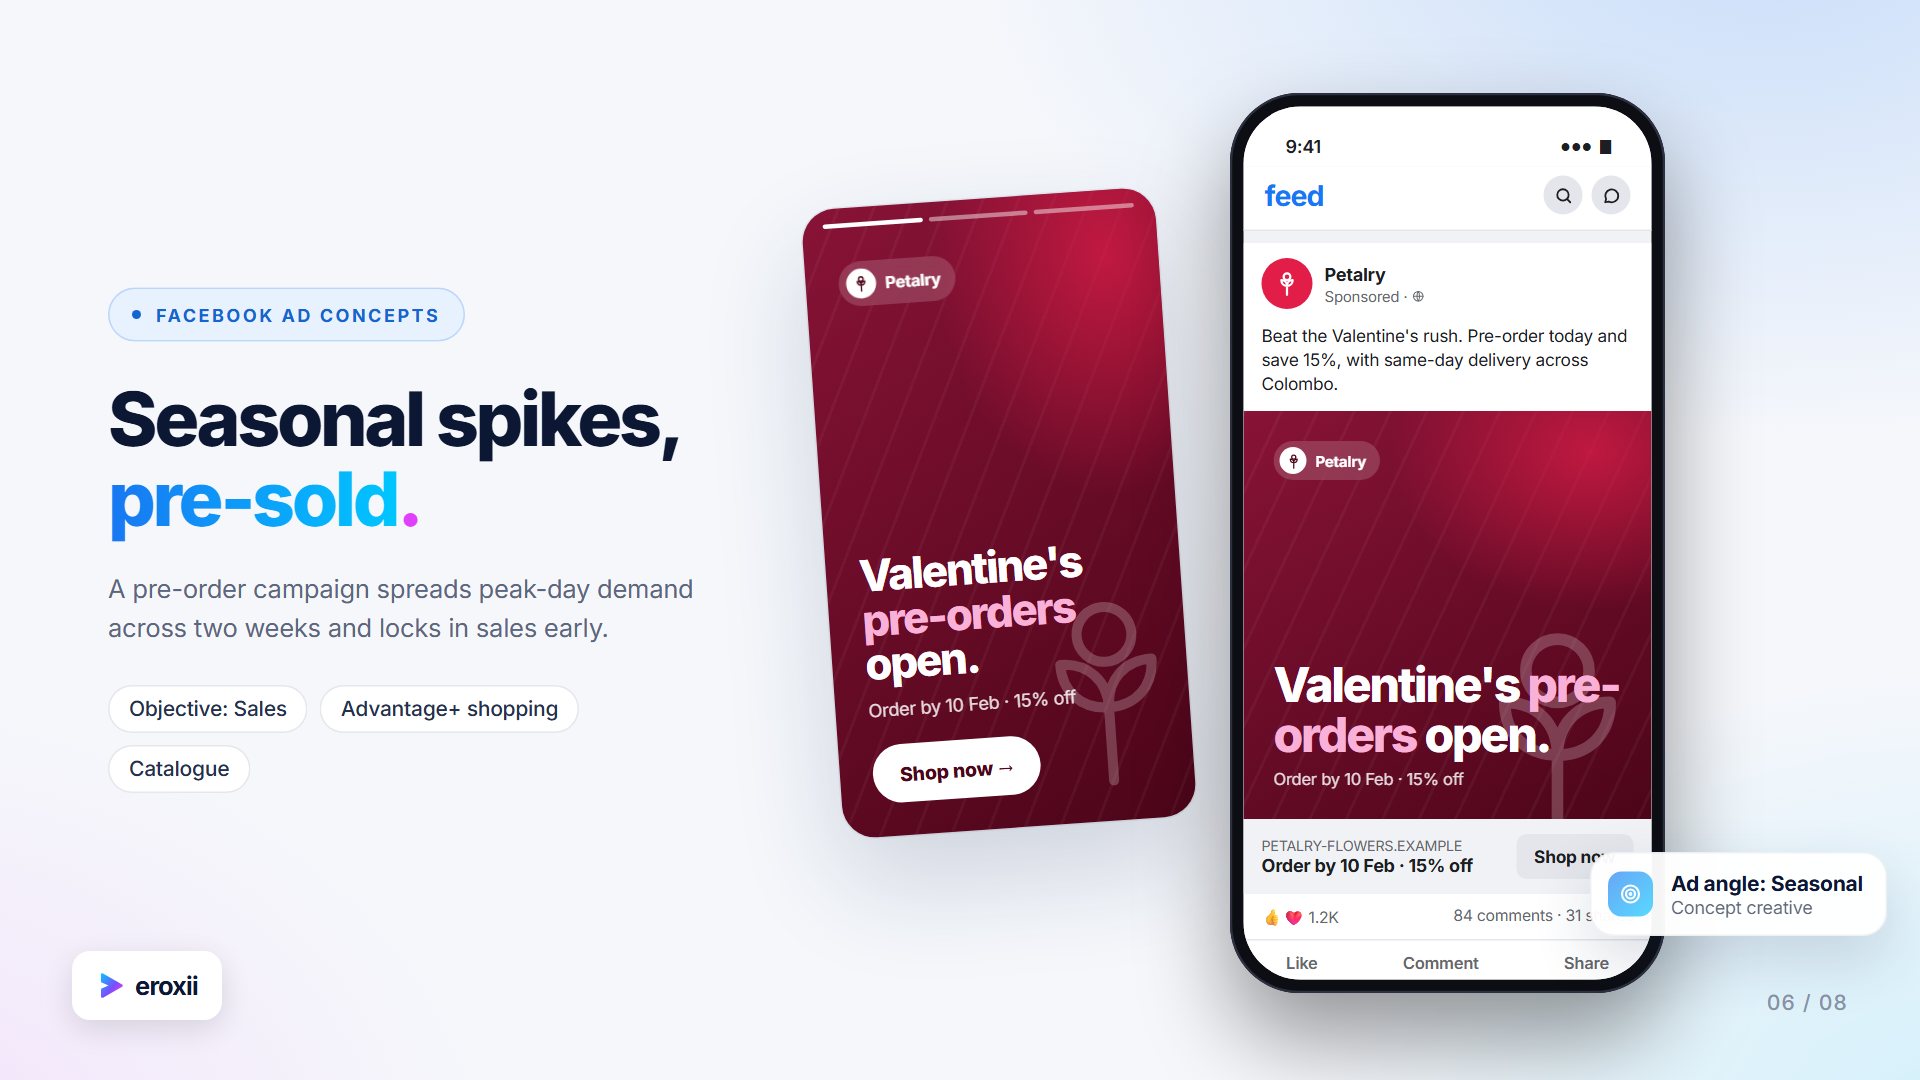 FACEBOOK AD CONCEPTS
Seasonal spikes,
pre-sold.
A pre-order campaign spreads peak-day demand
across two weeks and locks in sales early.
Objective: Sales
Advantage+ shopping
Catalogue
eroxii
Petalry
Valentine's
pre-orders
open.
Order by 10 Feb · 15% off
Shop now →
9:41
feed
Petalry
Sponsored ·
Beat the Valentine's rush. Pre-order today and
save 15%, with same-day delivery across
Colombo.
Petalry
Valentine's pre-
orders open.
Order by 10 Feb · 15% off
PETALRY-FLOWERS.EXAMPLE
Order by 10 Feb · 15% off
Shop now
👍 ❤️ 1.2K
84 comments · 31
Like
Comment
Share
Ad angle: Seasonal
Concept creative
06 / 08